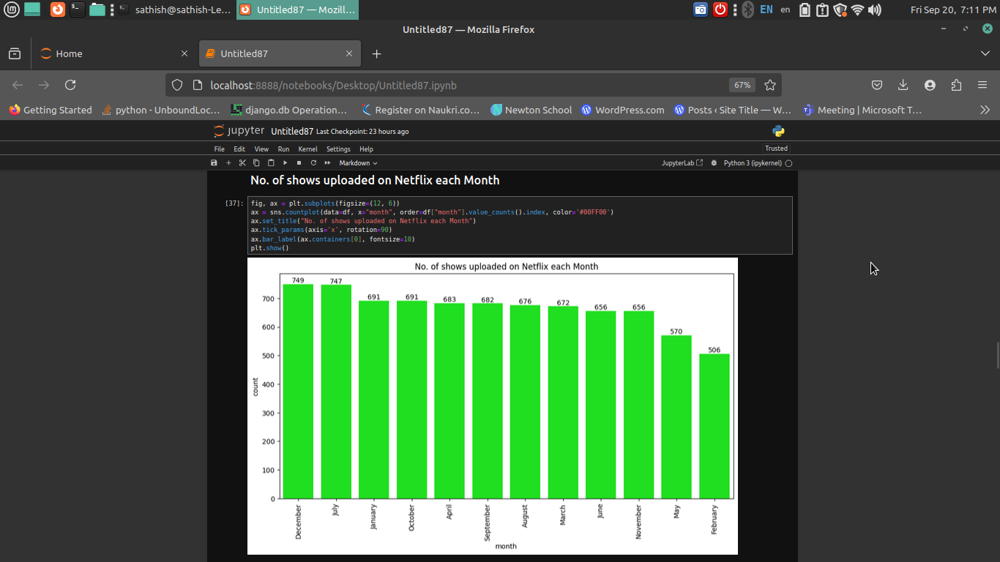 sathish@sathish-Le... Untitled87 — Mozill... EN en Fri Sep 20, 7:11 PM
Untitled87 — Mozilla Firefox
Home Untitled87
localhost:8888/notebooks/Desktop/Untitled87.ipynb 67%
Getting Started python - UnboundLoc... django.db Operation... Register on Naukri.co... Newton School WordPress.com Posts ‹ Site Title — W... Meeting | Microsoft T...
jupyter Untitled87 Last Checkpoint: 23 hours ago
File Edit View Run Kernel Settings Help Trusted
Markdown JupyterLab Python 3 (ipykernel)
No. of shows uploaded on Netflix each Month
[37]: fig, ax = plt.subplots(figsize=(12, 6))
ax = sns.countplot(data=df, x="month", order=df["month"].value_counts().index, color='#00FF00')
ax.set_title("No. of shows uploaded on Netflix each Month")
ax.tick_params(axis='x', rotation=90)
ax.bar_label(ax.containers[0], fontsize=10)
plt.show()
No. of shows uploaded on Netflix each Month
749 747 691 691 683 682 676 672 656 656 570 506
700
600
500
400
300
200
100
0
count
December July January October April September August March June November May February
month